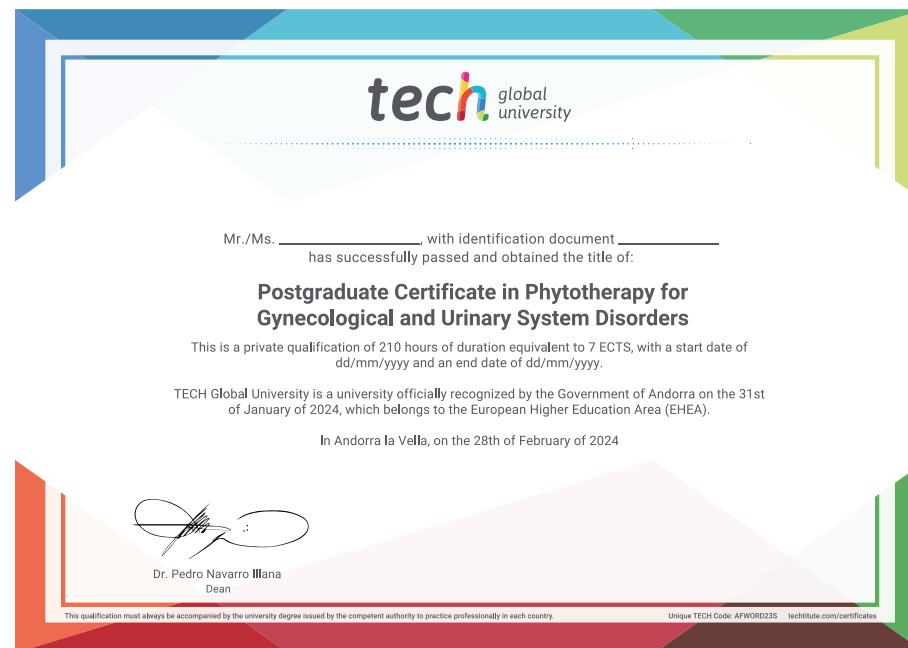 tech global
university
Mr./Ms. ____________________, with identification document ______________
has successfully passed and obtained the title of:
Postgraduate Certificate in Phytotherapy for
Gynecological and Urinary System Disorders
This is a private qualification of 210 hours of duration equivalent to 7 ECTS, with a start date of
dd/mm/yyyy and an end date of dd/mm/yyyy.
TECH Global University is a university officially recognized by the Government of Andorra on the 31st
of January of 2024, which belongs to the European Higher Education Area (EHEA).
In Andorra la Vella, on the 28th of February of 2024
Dr. Pedro Navarro Illana
Dean
This qualification must always be accompanied by the university degree issued by the competent authority to practice professionally in each country.
Unique TECH Code: AFWORD23S techtitute.com/certificates